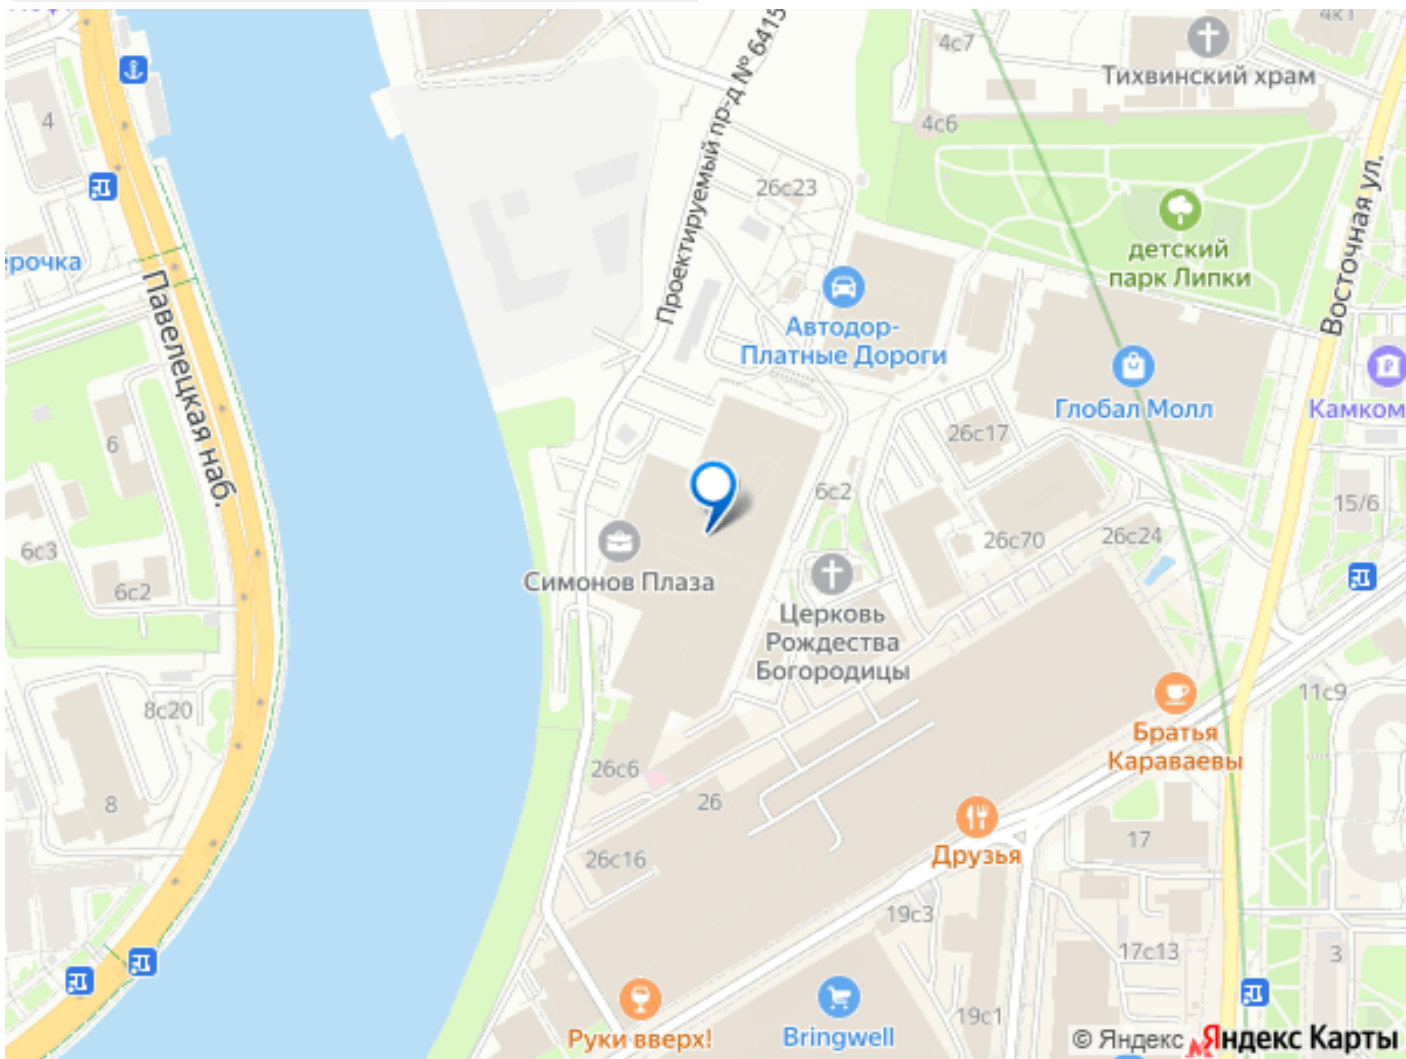 4к1
4с7
Тихвинский храм
4с6
4
Проектируемый пр-д № 6415
26с23
Восточная ул.
детский
парк Липки
ерочка
Павелецкая наб.
Автодор-
Платные Дороги
Глобал Молл
Камком
6
26с17
6с2
15/6
6с3
6с2
26с70
26с24
Симонов Плаза
Церковь
Рождества
Богородицы
8с20
11с9
Братья
Караваевы
26с6
26
8
17
Друзья
26с16
19с3
17с13
3
19с1
Руки вверх!
Bringwell
© Яндекс
Яндекс Карты